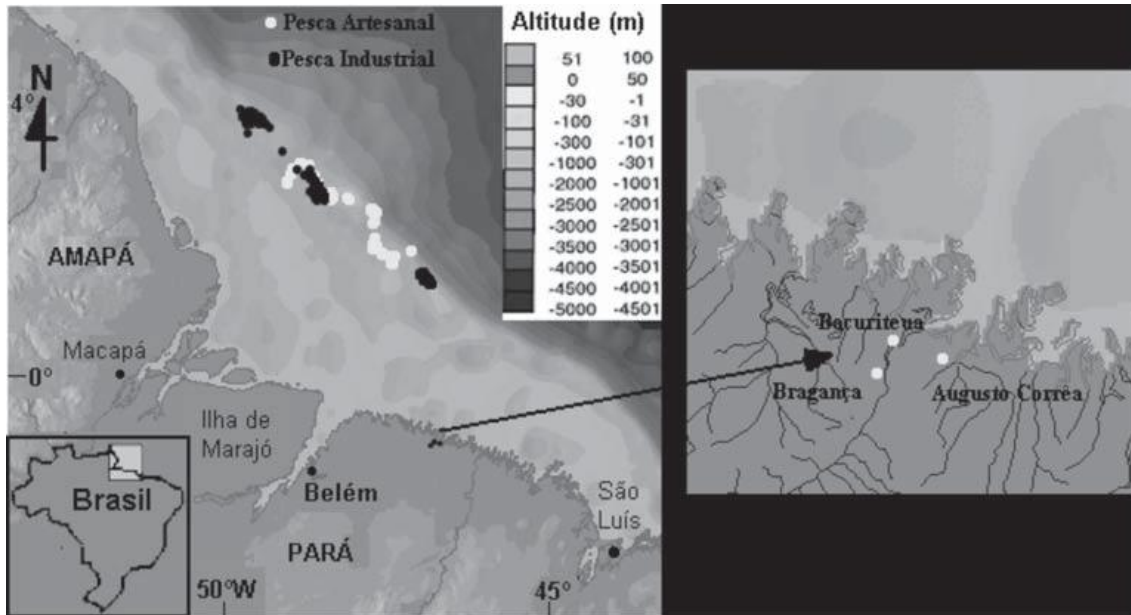 Pesca Artesanal
Pesca Industrial
N
4°
AMAPÁ
Macapá
0°
Ilha de
Marajó
Belém
PARÁ
São
Luís
50°W
45°
Brasil
Altitude (m)
51 100
0 50
-30 -1
-100 -31
-300 -101
-1000 -301
-2000 -1001
-2500 -2001
-3000 -2501
-3500 -3001
-4000 -3501
-4500 -4001
-5000 -4501
Bacuriteua
Bragança
Augusto Corrêa